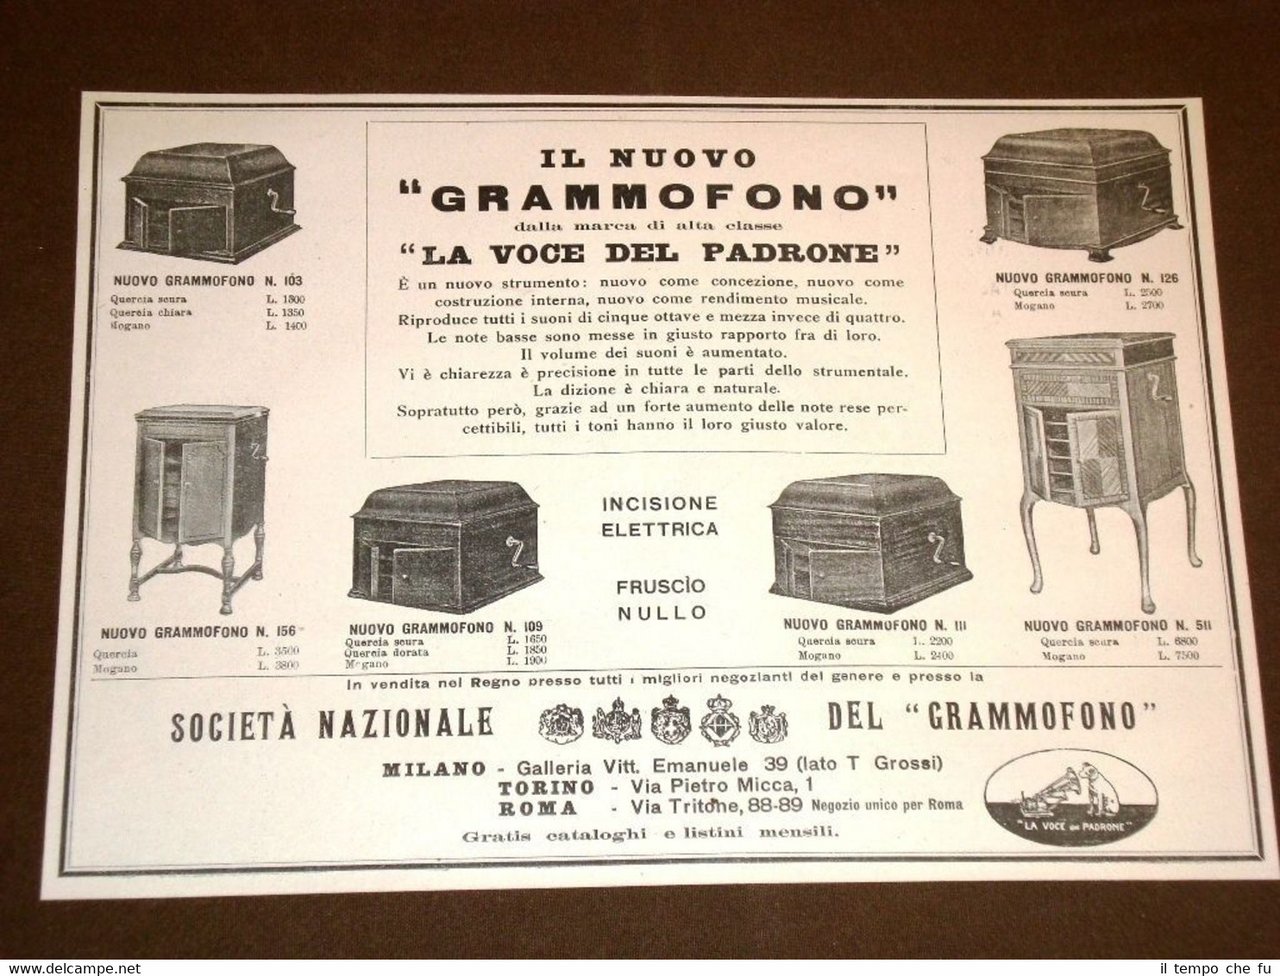 IL NUOVO
"GRAMMOFONO"
dalla marca di alta classe
"LA VOCE DEL PADRONE"
È un nuovo strumento: nuovo come concezione, nuovo come
costruzione interna, nuovo come rendimento musicale.
Riproduce tutti i suoni di cinque ottave e mezza invece di quattro.
Le note basse sono messe in giusto rapporto fra di loro.
Il volume dei suoni è aumentato.
Vi è chiarezza è precisione in tutte le parti dello strumentale.
La dizione è chiara e naturale.
Sopratutto però, grazie ad un forte aumento delle note rese per-
cettibili, tutti i toni hanno il loro giusto valore.
NUOVO GRAMMOFONO N. 103
Quercia scura L. 1300
Quercia chiara L. 1350
Mogano L. 1400
NUOVO GRAMMOFONO N. 126
Quercia scura L. 2500
Mogano L. 2700
NUOVO GRAMMOFONO N. 156
Quercia L. 3500
Mogano L. 3800
NUOVO GRAMMOFONO N. 109
Quercia scura L. 1650
Quercia dorata L. 1850
Mogano L. 1900
INCISIONE
ELETTRICA
FRUSCÌO
NULLO
NUOVO GRAMMOFONO N. 111
Quercia scura L. 2200
Mogano L. 2400
NUOVO GRAMMOFONO N. 511
Quercia scura L. 6800
Mogano L. 7500
In vendita nel Regno presso tutti i migliori negozianti del genere e presso la
SOCIETÀ NAZIONALE DEL "GRAMMOFONO"
MILANO - Galleria Vitt. Emanuele 39 (lato T Grossi)
TORINO - Via Pietro Micca, 1
ROMA - Via Tritone, 88-89 Negozio unico per Roma
Gratis cataloghi e listini mensili.
"LA VOCE DEL PADRONE"
il tempo che fu